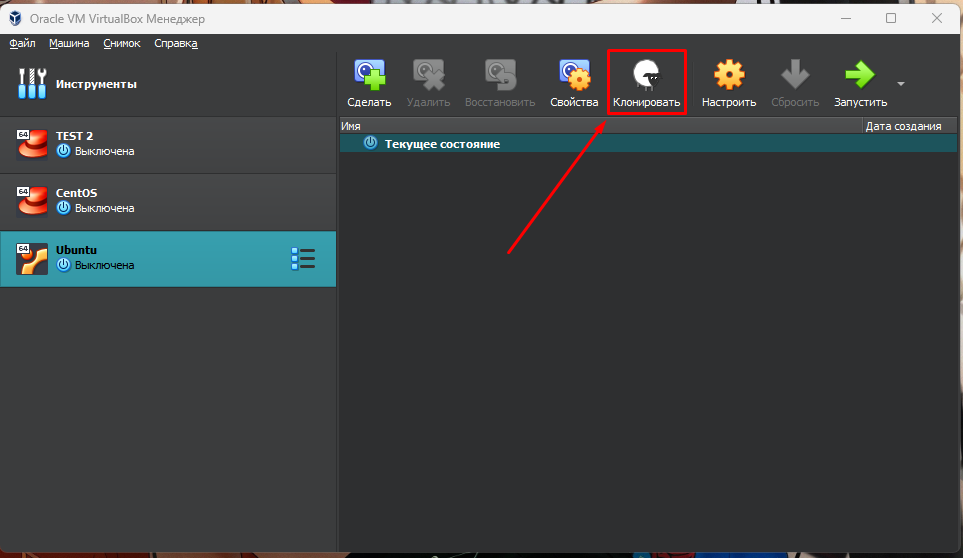 Oracle VM VirtualBox Менеджер
Файл Машина Снимок Справка
Инструменты
Сделать Удалить Восстановить Свойства Клонировать Настроить Сбросить Запустить
Имя Дата создания
Текущее состояние
64 TEST 2
Выключена
64 CentOS
Выключена
64 Ubuntu
Выключена